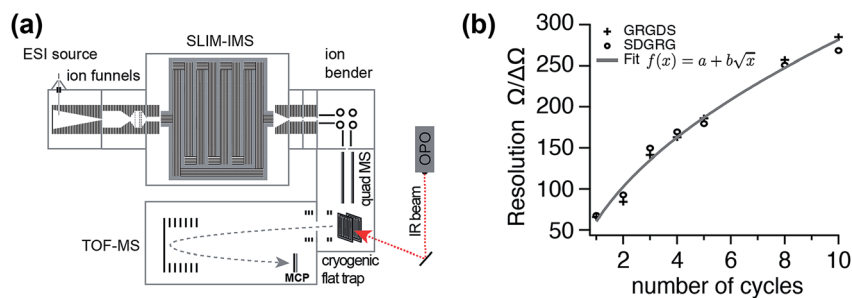 (a)
SLIM-IMS
ESI source
ion funnels
ion
bender
quad MS
OPO
IR beam
TOF-MS
MCP
cryogenic
flat trap
(b)
Resolution Ω/ΔΩ
300
250
200
150
100
50
0
GRGDS
SDGRG
Fit f(x) = a + b√x
2
4
6
8
10
number of cycles